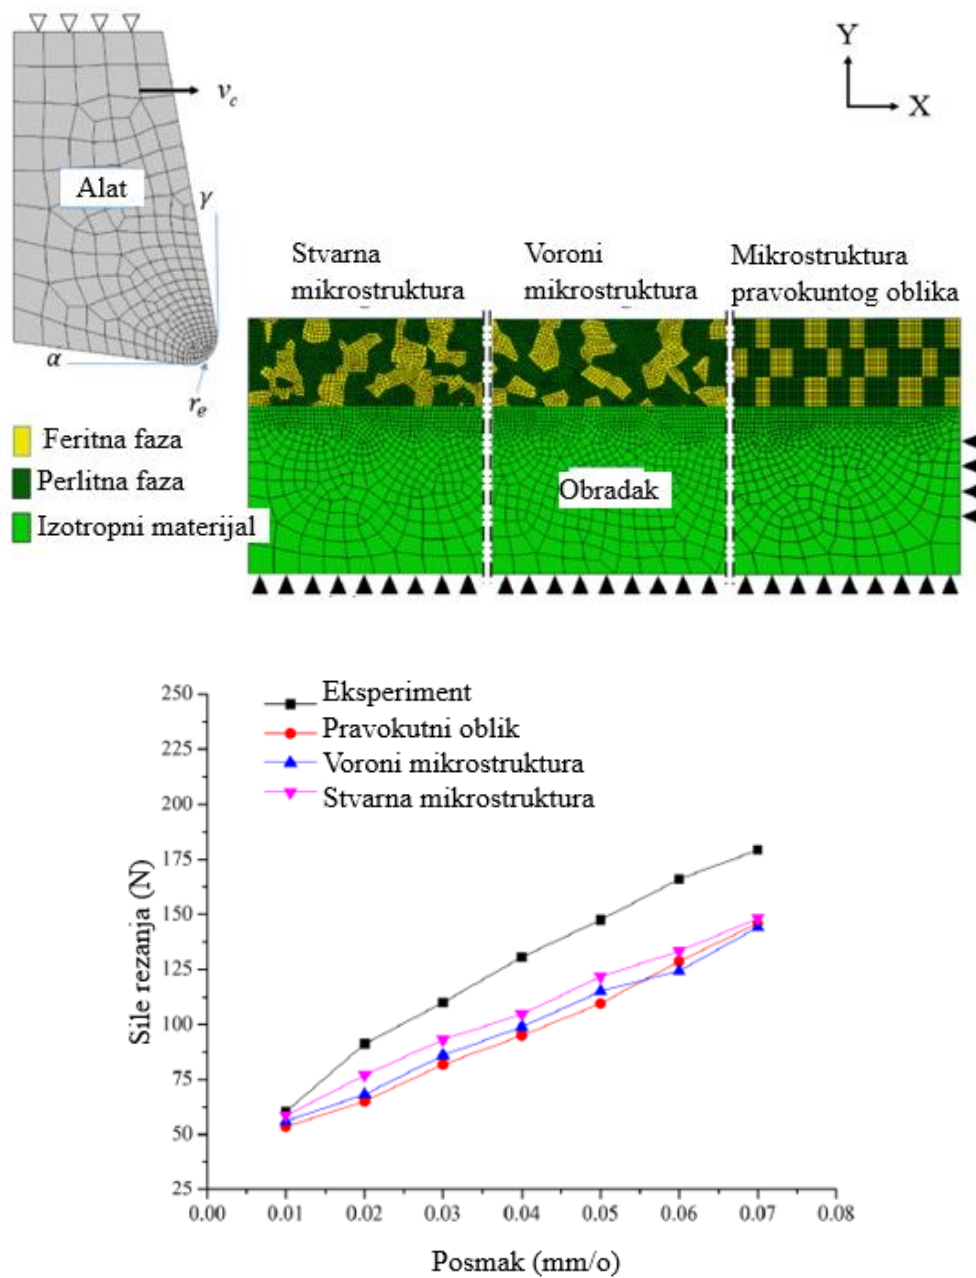 Y
X
v_c
Alat
γ
α
r_e
Stvarna
mikrostruktura
Voroni
mikrostruktura
Mikrostruktura
pravokuntog oblika
Feritna faza
Perlitna faza
Izotropni materijal
Obradak
Eksperiment
Pravokutni oblik
Voroni mikrostruktura
Stvarna mikrostruktura
Sile rezanja (N)
250
225
200
175
150
125
100
75
50
25
0.00 0.01 0.02 0.03 0.04 0.05 0.06 0.07 0.08
Posmak (mm/o)